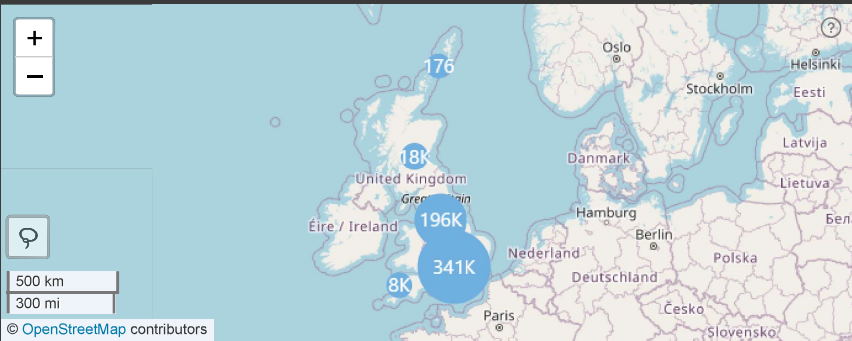 +
−
?
Oslo
176
Helsinki
Stockholm
Eesti
Latvija
18K
Danmark
United Kingdom
Lietuva
196K
Hamburg
Éire / Ireland
Berlin
Nederland
Polska
341K
Deutschland
500 km
8K
300 mi
Paris
Česko
© OpenStreetMap contributors
Slovensko